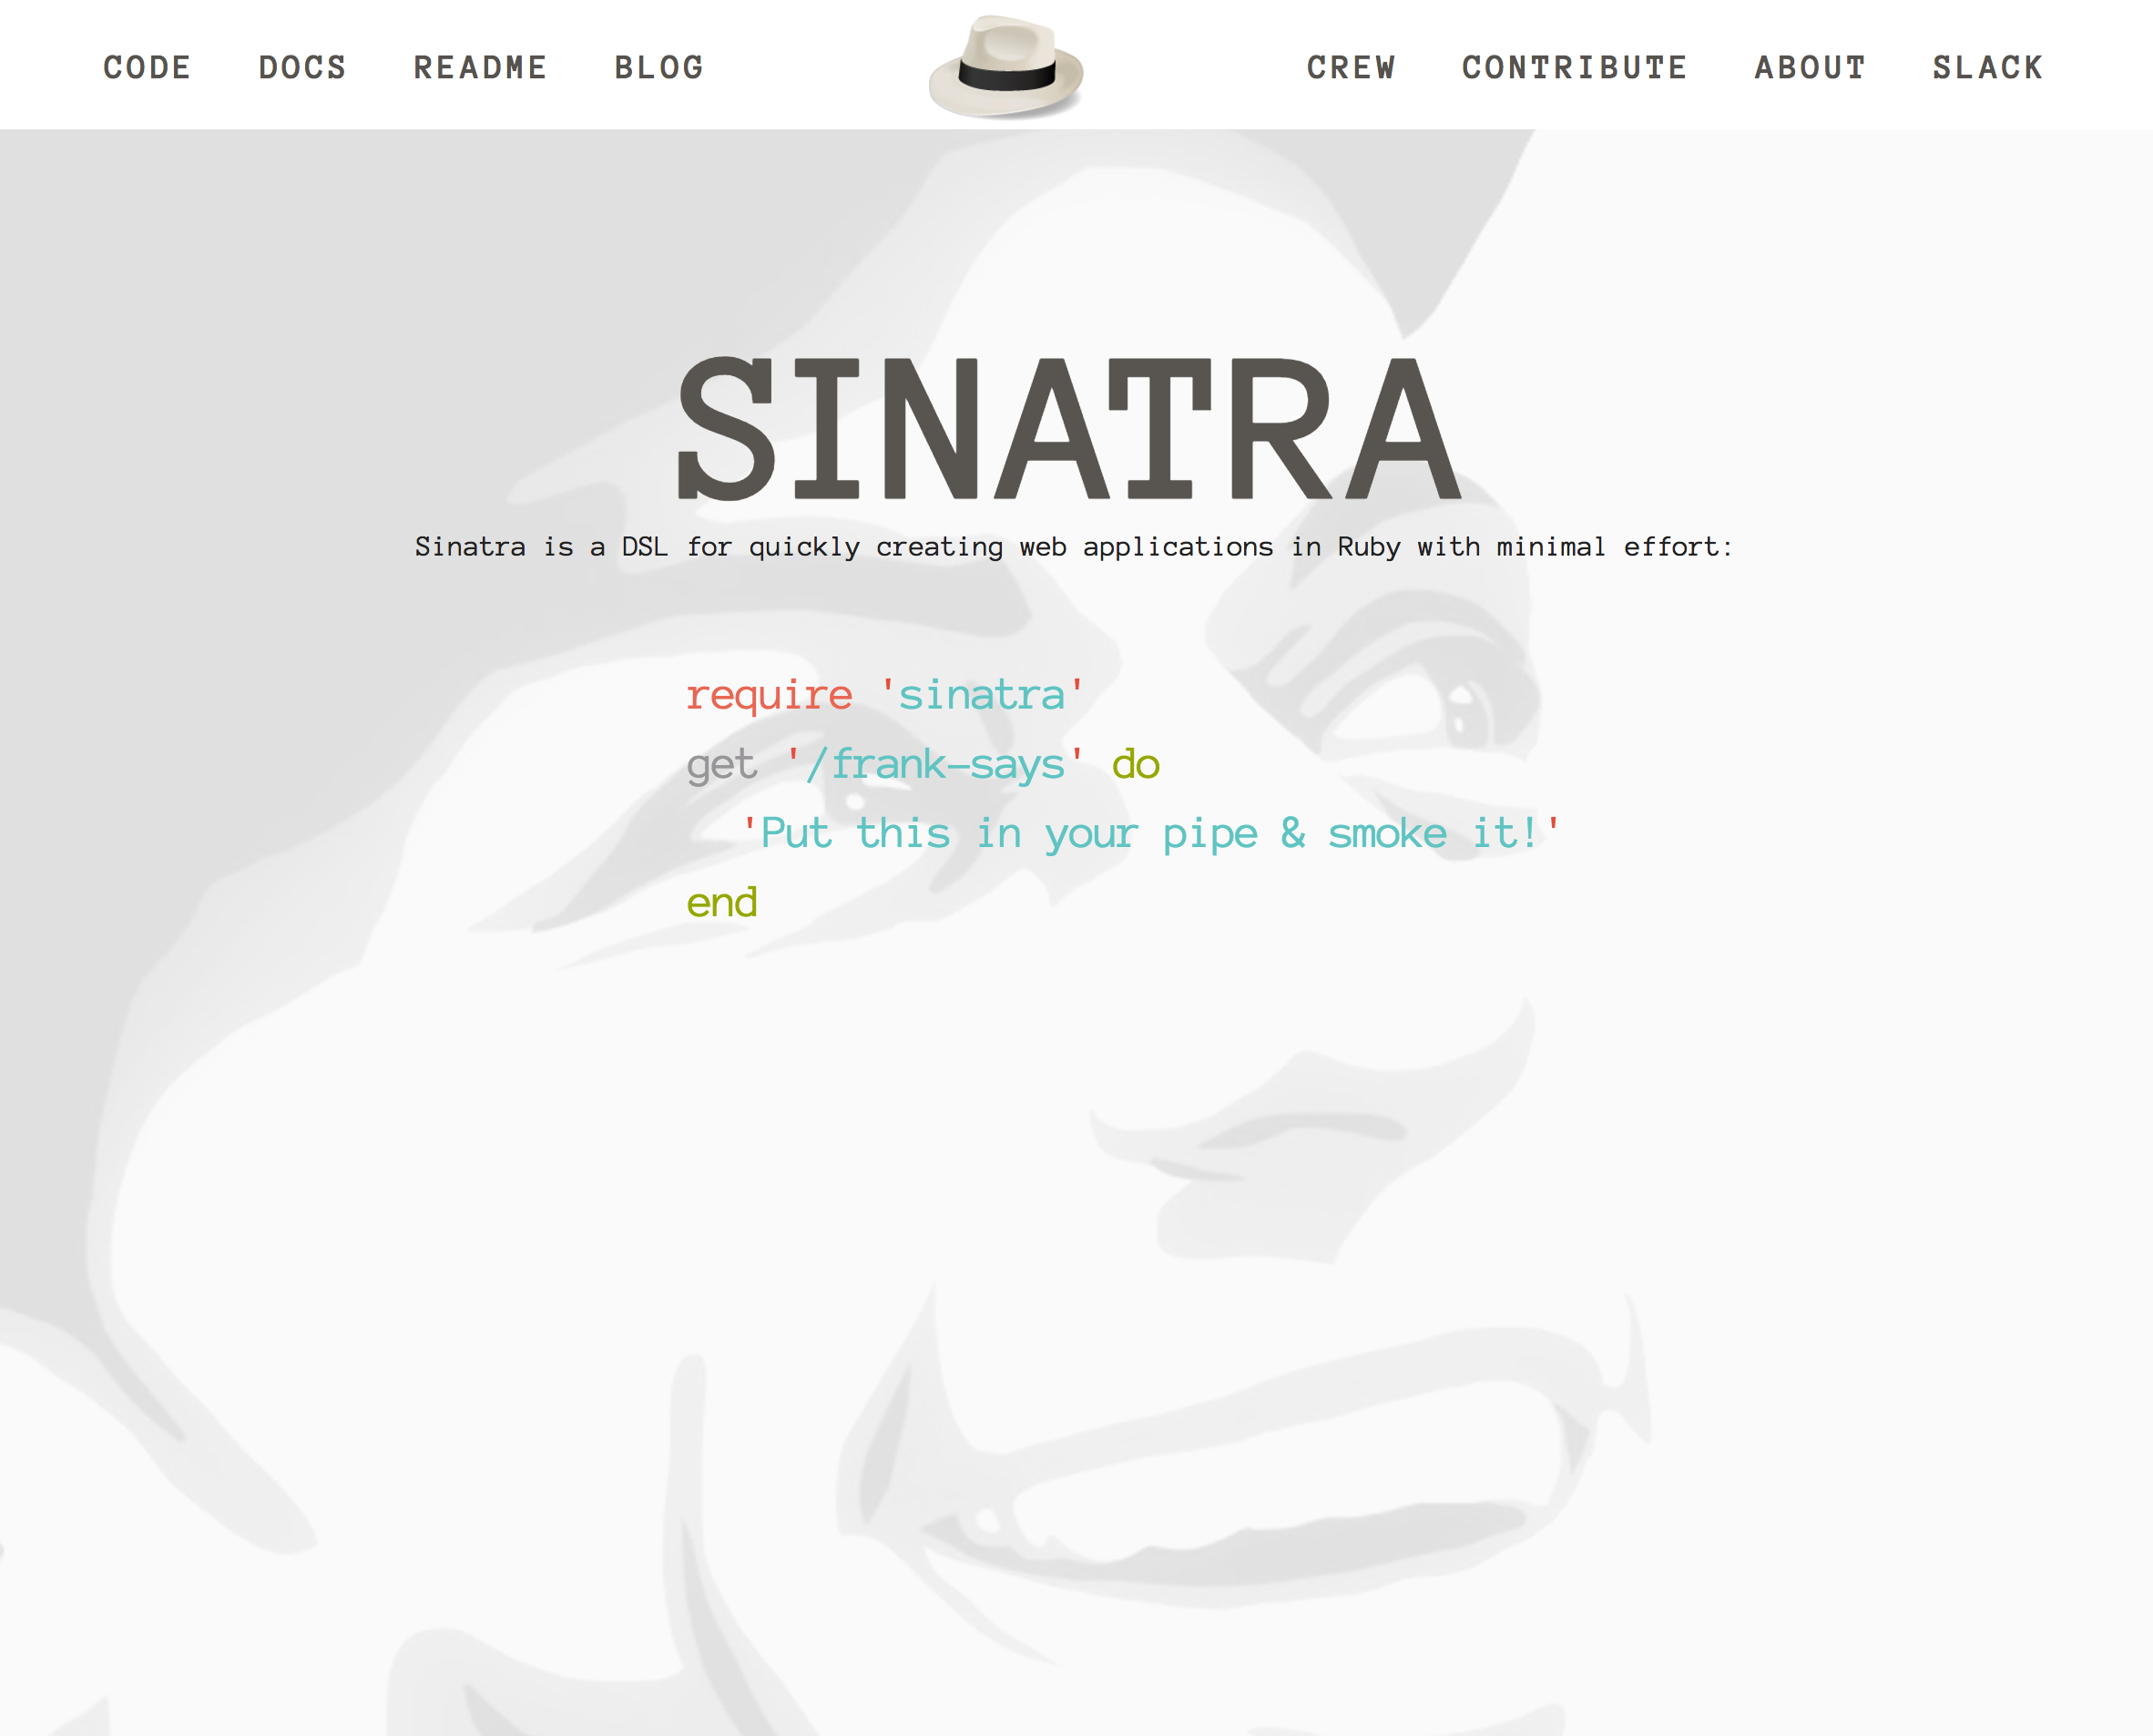 CODE DOCS README BLOG CREW CONTRIBUTE ABOUT SLACK
SINATRA
Sinatra is a DSL for quickly creating web applications in Ruby with minimal effort:
require 'sinatra'
get '/frank-says' do
  'Put this in your pipe & smoke it!'
end